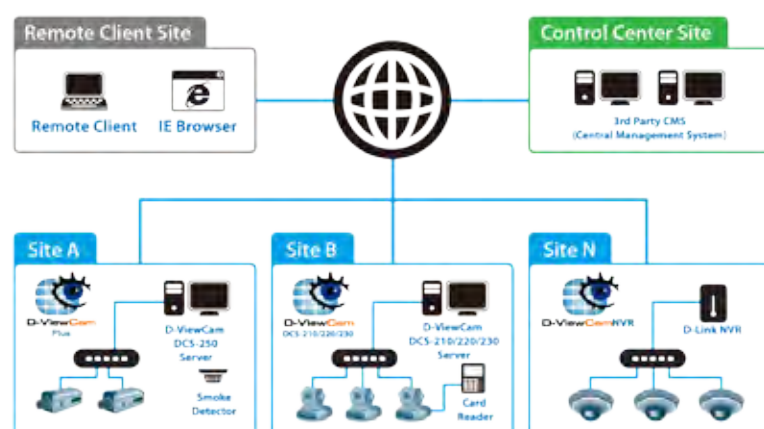 Remote Client Site
Control Center Site
Remote Client
IE Browser
3rd Party CMS
(Central Management System)
Site A
Site B
Site N
D-ViewCam
Plus
D-ViewCam
DCS-250
Server
Smoke
Detector
D-ViewCam
DCS-210/220/230
D-ViewCam
DCS-210/220/230
Server
Card
Reader
D-ViewCamNVR
D-Link NVR